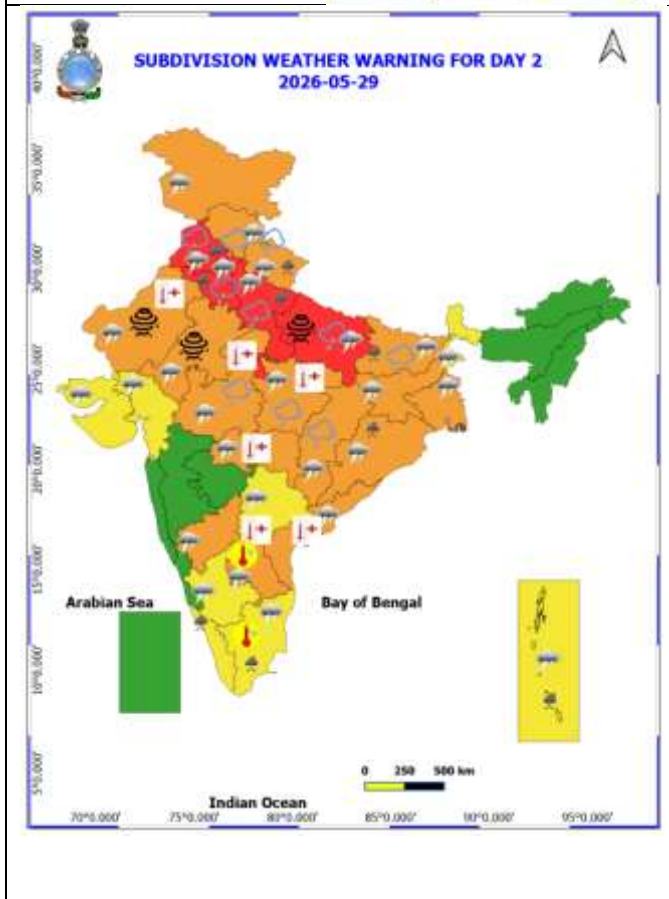 SUBDIVISION WEATHER WARNING FOR DAY 2
2026-05-29
40°0.000'
35°0.000'
30°0.000'
25°0.000'
20°0.000'
15°0.000'
10°0.000'
5°0.000'
Arabian Sea
Bay of Bengal
0 250 500 km
Indian Ocean
70°0.000' 75°0.000' 80°0.000' 85°0.000' 90°0.000' 95°0.000'